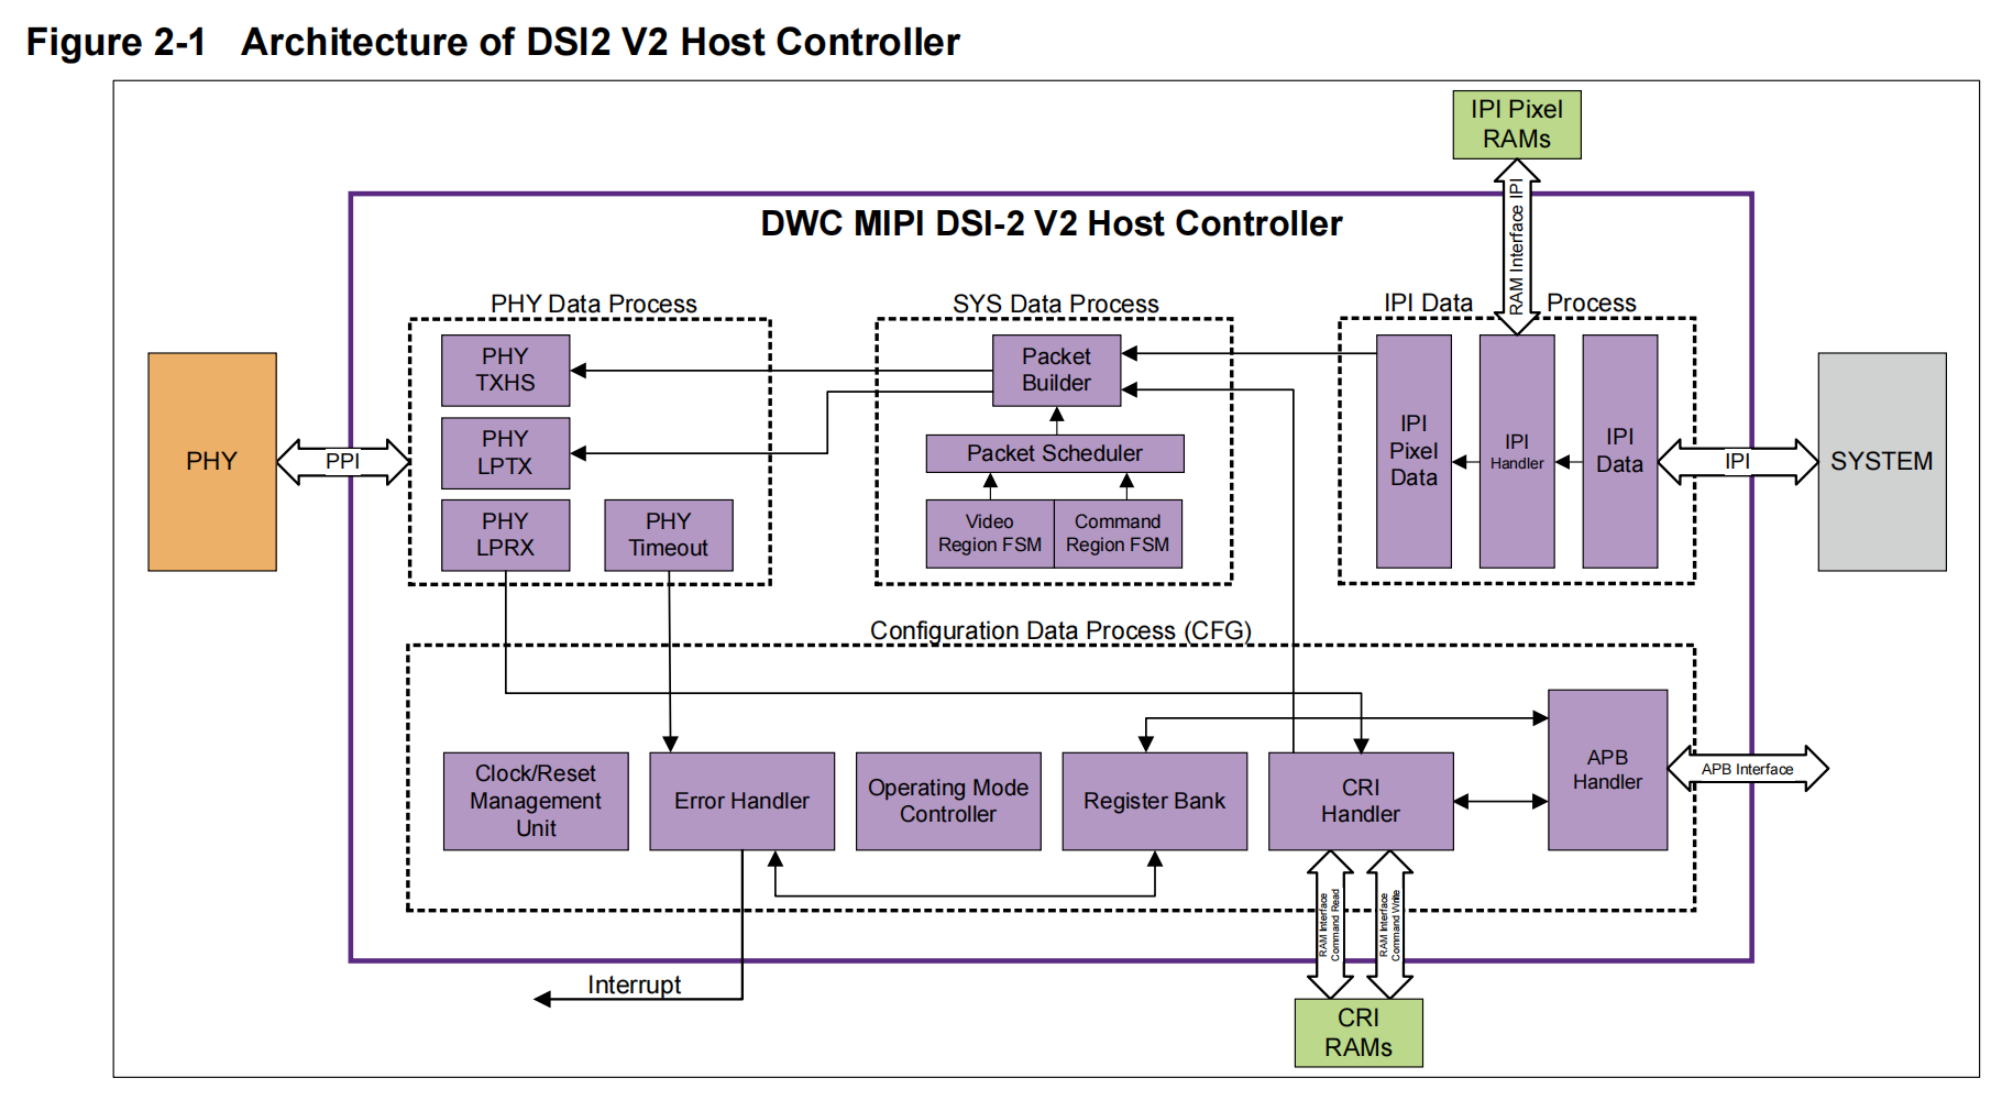 Figure 2-1 Architecture of DSI2 V2 Host Controller
IPI Pixel
RAMs
RAM Interface IPI
DWC MIPI DSI-2 V2 Host Controller
PHY Data Process
SYS Data Process
IPI Data Process
PHY
PPI
PHY
TXHS
PHY
LPTX
PHY
LPRX
PHY
Timeout
Packet
Builder
Packet Scheduler
Video
Region FSM
Command
Region FSM
IPI
Pixel
Data
IPI
Handler
IPI
Data
IPI
SYSTEM
Configuration Data Process (CFG)
Clock/Reset
Management
Unit
Error Handler
Operating Mode
Controller
Register Bank
CRI
Handler
APB
Handler
APB Interface
RAM Interface
Command Read
RAM Interface
Command Write
Interrupt
CRI
RAMs